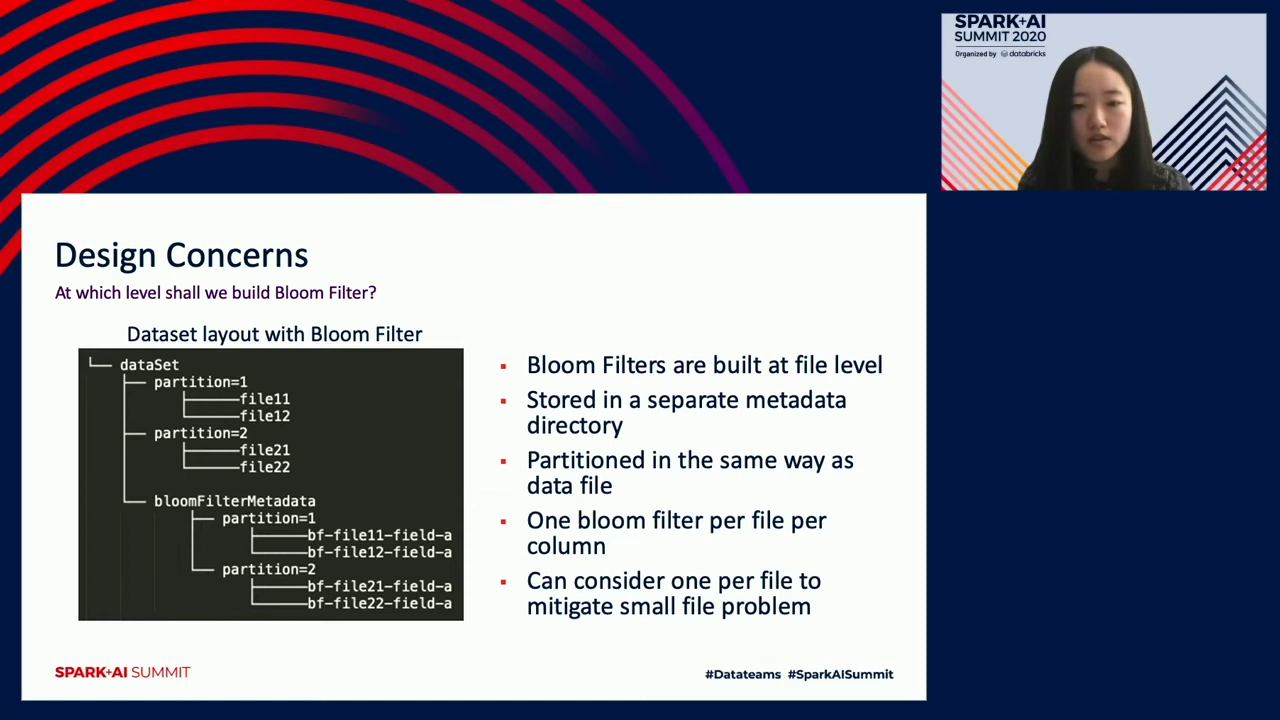 SPARK+AI
SUMMIT 2020
Organized by databricks
Design Concerns
At which level shall we build Bloom Filter?
Dataset layout with Bloom Filter
└── dataSet
├── partition=1
├──────file11
└──────file12
├── partition=2
├──────file21
└──────file22
└── bloomFilterMetadata
├── partition=1
├──────bf-file11-field-a
└──────bf-file12-field-a
└── partition=2
├──────bf-file21-field-a
└──────bf-file22-field-a
▪ Bloom Filters are built at file level
▪ Stored in a separate metadata
directory
▪ Partitioned in the same way as
data file
▪ One bloom filter per file per
column
▪ Can consider one per file to
mitigate small file problem
SPARK+AI SUMMIT
#Datateams #SparkAISummit